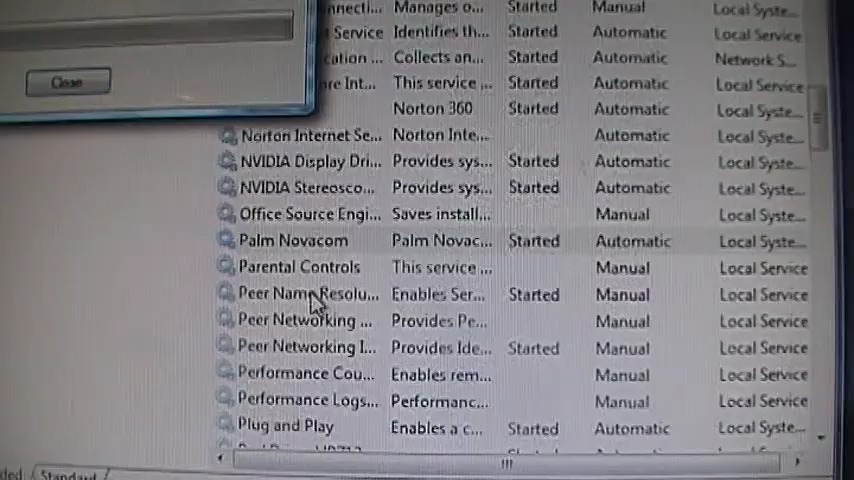 nnecti... Manages o... Started Manual Local Syste...
t Service Identifies th... Started Automatic Local Service
cation ... Collects an... Started Automatic Network S...
re Int... This service ... Started Automatic Local Service
Close
Norton 360 Started Automatic Local Syste...
Norton Internet Se... Norton Inte... Automatic Local Syste...
NVIDIA Display Dri... Provides sys... Started Automatic Local Syste...
NVIDIA Stereosco... Provides sys... Started Automatic Local Syste...
Office Source Engi... Saves install... Manual Local Syste...
Palm Novacom Palm Novac... Started Automatic Local Syste...
Parental Controls This service ... Manual Local Service
Peer Name Resolu... Enables Ser... Started Manual Local Service
Peer Networking ... Provides Pe... Manual Local Service
Peer Networking I... Provides Ide... Started Manual Local Service
Performance Cou... Enables rem... Manual Local Service
Performance Logs... Performanc... Manual Local Service
Plug and Play Enables a c... Started Automatic Local Syste...
ded Standard